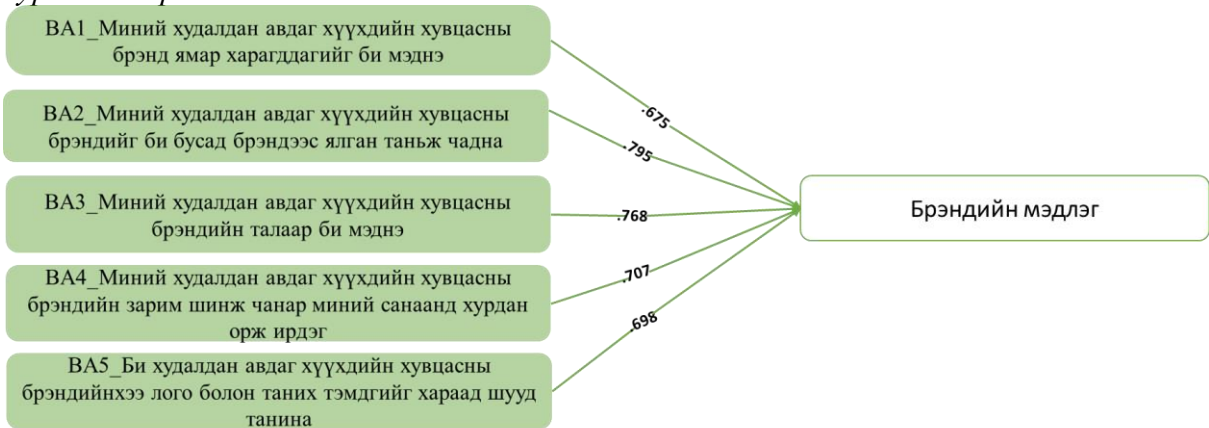 BA1_Миний худалдан авдаг хүүхдийн хувцасны
брэнд ямар харагддагийг би мэднэ
.675
BA2_Миний худалдан авдаг хүүхдийн хувцасны
брэндийг би бусад брэндээс ялган таньж чадна
.795
BA3_Миний худалдан авдаг хүүхдийн хувцасны
брэндийн талаар би мэднэ
.768
Брэндийн мэдлэг
BA4_Миний худалдан авдаг хүүхдийн хувцасны
брэндийн зарим шинж чанар миний санаанд хурдан
орж ирдэг
.707
BA5_Би худалдан авдаг хүүхдийн хувцасны
брэндийнхээ лого болон таних тэмдгийг хараад шууд
танина
.698